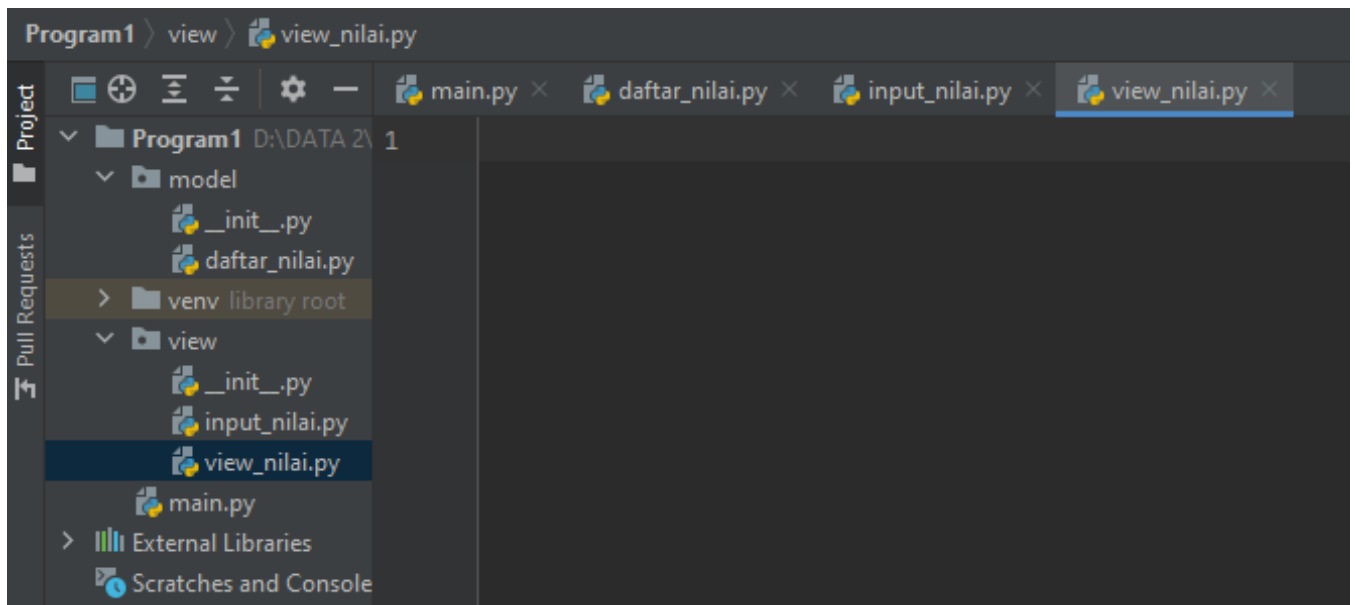 Program1 〉 view 〉 view_nilai.py
Project
Pull Requests
main.py
daftar_nilai.py
input_nilai.py
view_nilai.py
Program1 D:\DATA 2\
1
model
__init__.py
daftar_nilai.py
venv library root
view
__init__.py
input_nilai.py
view_nilai.py
main.py
External Libraries
Scratches and Console